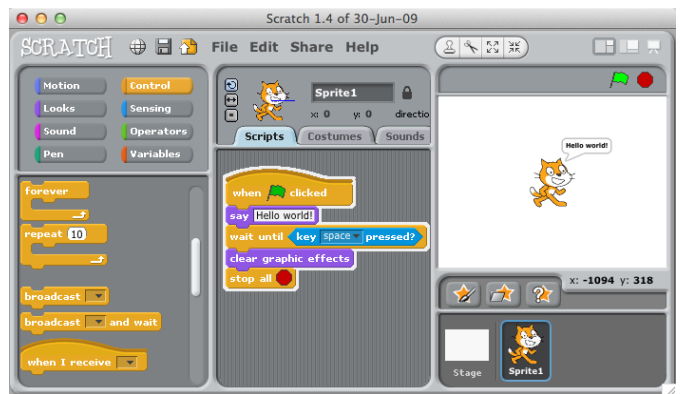 Scratch 1.4 of 30-Jun-09
SCRATCH File Edit Share Help
Motion Control
Looks Sensing
Sound Operators
Pen Variables
Sprite1
x: 0 y: 0 directio
Scripts Costumes Sounds
forever
repeat 10
broadcast
broadcast and wait
when I receive
when clicked
say Hello world!
wait until key space pressed?
clear graphic effects
stop all
Hello world!
x: -1094 y: 318
Stage
Sprite1